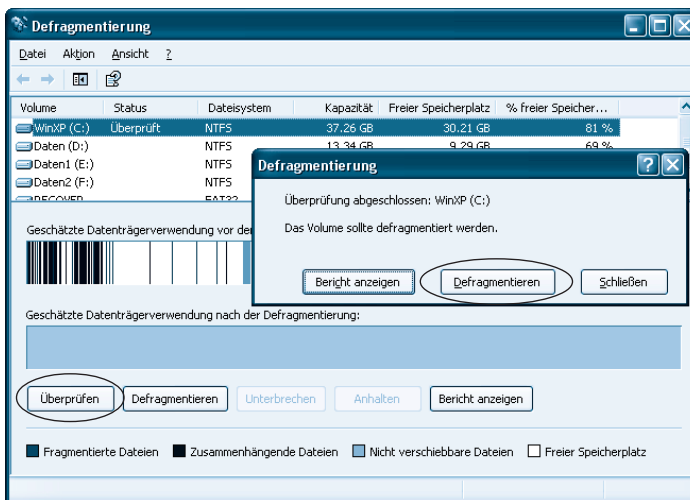 Defragmentierung
Datei Aktion Ansicht ?
Volume Status Dateisystem Kapazität Freier Speicherplatz % freier Speicher...
WinXP (C:) Überprüft NTFS 37.26 GB 30.21 GB 81 %
Daten (D:) NTFS 13.34 GB 9.29 GB 69 %
Daten1 (E:) NTFS
Daten2 (F:) NTFS
RECOVER FAT32
Defragmentierung
Überprüfung abgeschlossen: WinXP (C:)
Das Volume sollte defragmentiert werden.
Bericht anzeigen Defragmentieren Schließen
Geschätzte Datenträgerverwendung vor der
Geschätzte Datenträgerverwendung nach der Defragmentierung:
Überprüfen Defragmentieren Unterbrechen Anhalten Bericht anzeigen
Fragmentierte Dateien Zusammenhängende Dateien Nicht verschiebbare Dateien Freier Speicherplatz